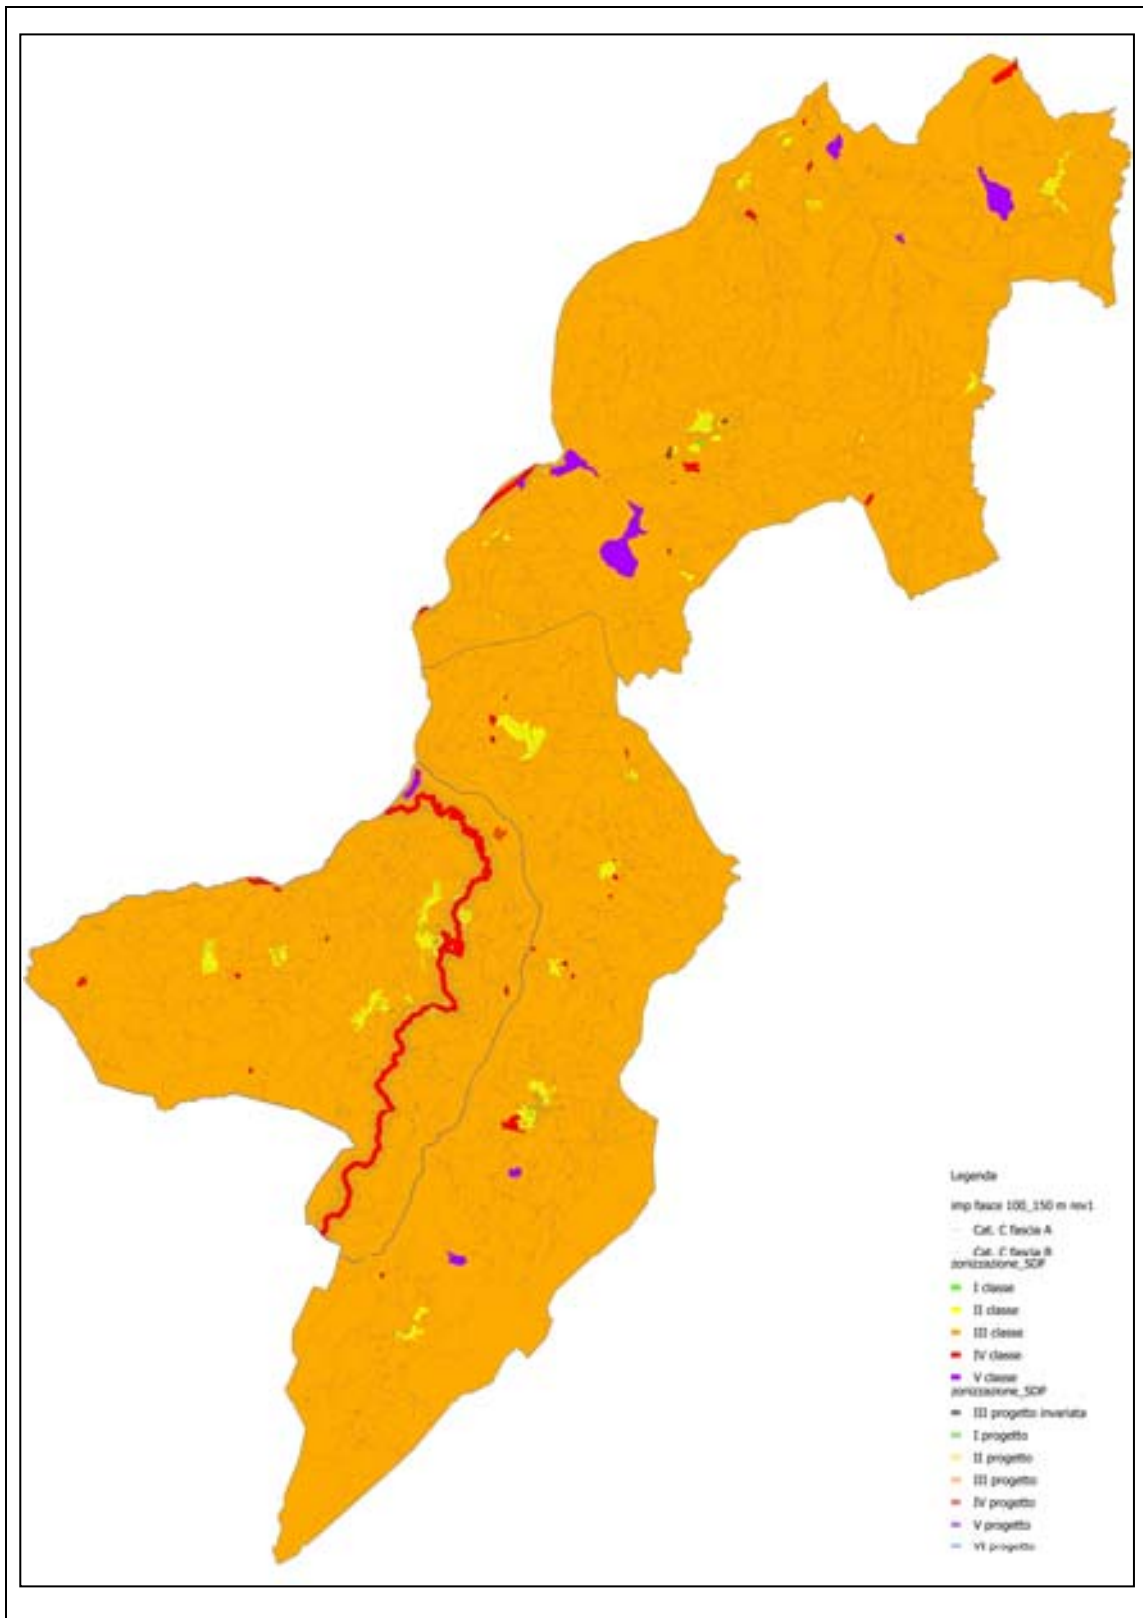 Legenda
imp fasce 100_150 m rev1
Cat. C fascia A
Cat. C fascia B
zonizzazione_SDF
I classe
II classe
III classe
IV classe
V classe
zonizzazione_SDP
III progetto invariata
I progetto
II progetto
III progetto
IV progetto
V progetto
VI progetto